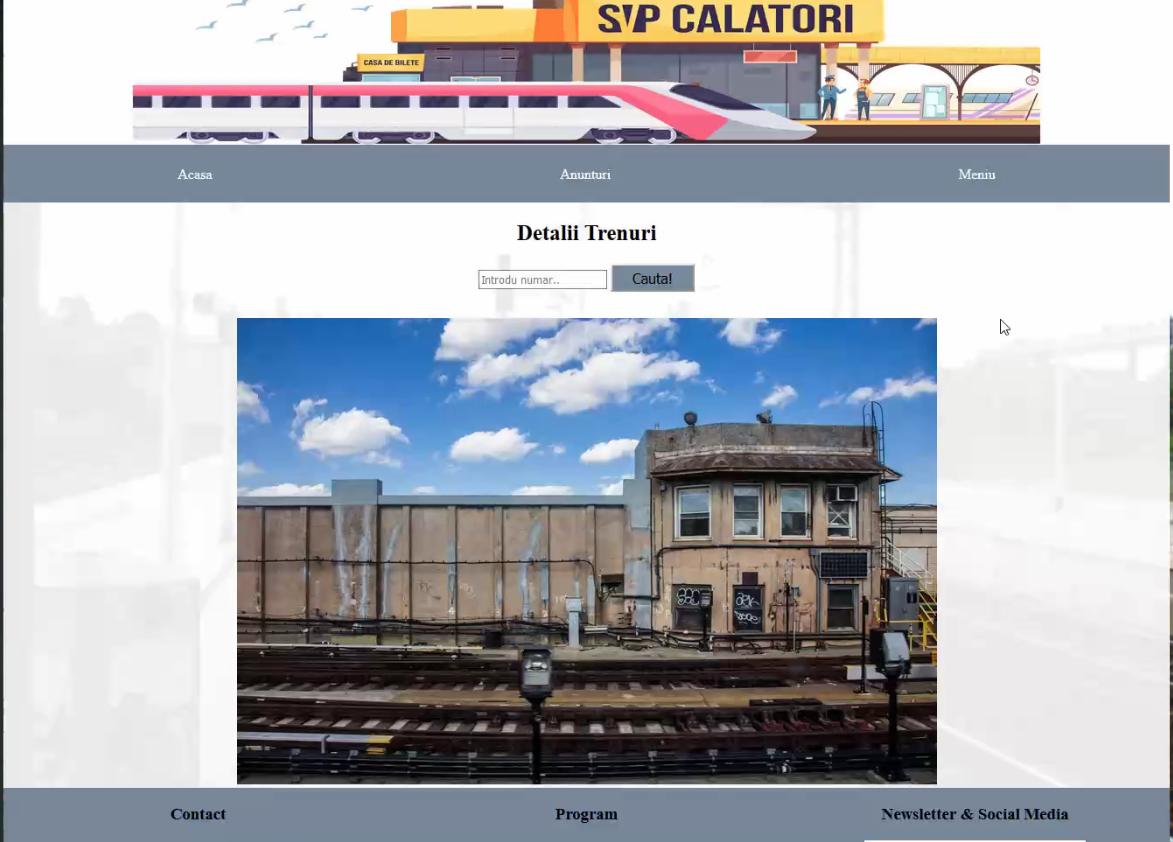 SVP CALATORI
CASA DE BILETE
Acasa
Anunturi
Meniu
Detalii Trenuri
Introdu numar..
Cauta!
Contact
Program
Newsletter & Social Media